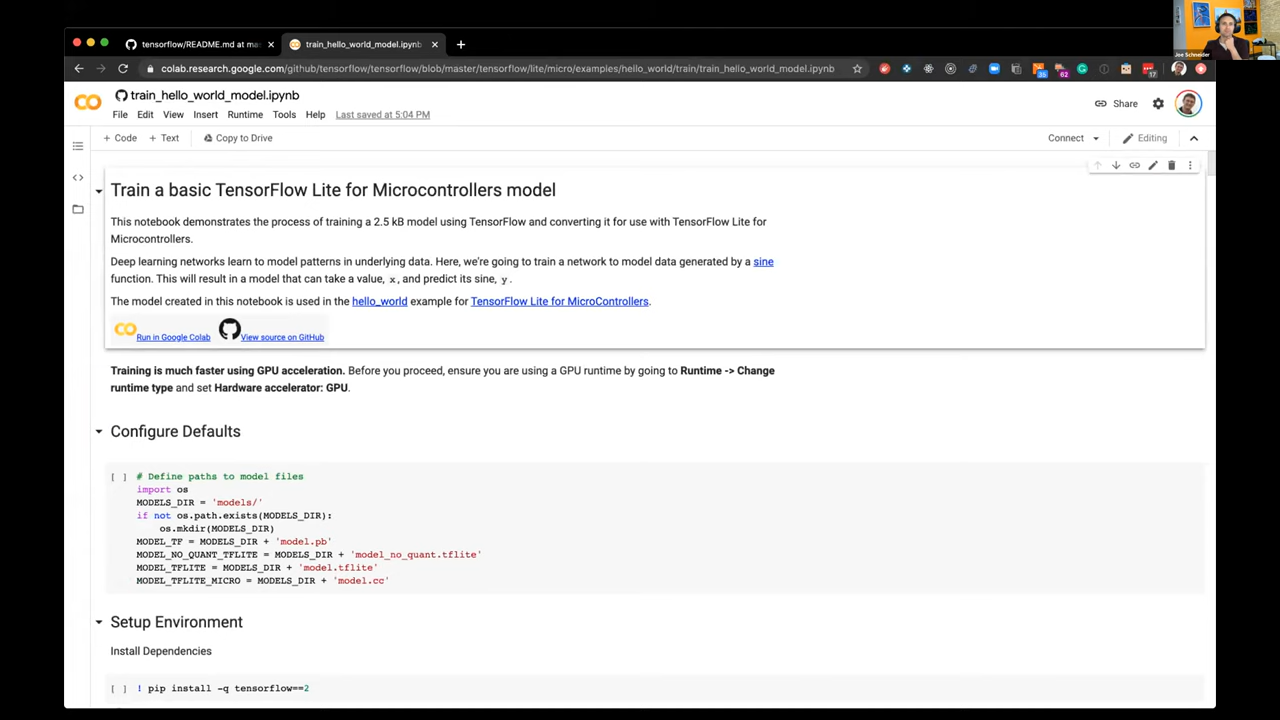 Joe Schneider
tensorflow/README.md at mas
train_hello_world_model.ipynb
colab.research.google.com/github/tensorflow/tensorflow/blob/master/tensorflow/lite/micro/examples/hello_world/train/train_hello_world_model.ipynb
35
62
17
train_hello_world_model.ipynb
File Edit View Insert Runtime Tools Help Last saved at 5:04 PM
Share
+ Code + Text Copy to Drive
Connect
Editing
Train a basic TensorFlow Lite for Microcontrollers model
This notebook demonstrates the process of training a 2.5 kB model using TensorFlow and converting it for use with TensorFlow Lite for
Microcontrollers.
Deep learning networks learn to model patterns in underlying data. Here, we're going to train a network to model data generated by a sine
function. This will result in a model that can take a value, x, and predict its sine, y.
The model created in this notebook is used in the hello_world example for TensorFlow Lite for MicroControllers.
Run in Google Colab View source on GitHub
Training is much faster using GPU acceleration. Before you proceed, ensure you are using a GPU runtime by going to Runtime -> Change
runtime type and set Hardware accelerator: GPU.
Configure Defaults
[ ] # Define paths to model files
import os
MODELS_DIR = 'models/'
if not os.path.exists(MODELS_DIR):
os.mkdir(MODELS_DIR)
MODEL_TF = MODELS_DIR + 'model.pb'
MODEL_NO_QUANT_TFLITE = MODELS_DIR + 'model_no_quant.tflite'
MODEL_TFLITE = MODELS_DIR + 'model.tflite'
MODEL_TFLITE_MICRO = MODELS_DIR + 'model.cc'
Setup Environment
Install Dependencies
[ ] ! pip install -q tensorflow==2